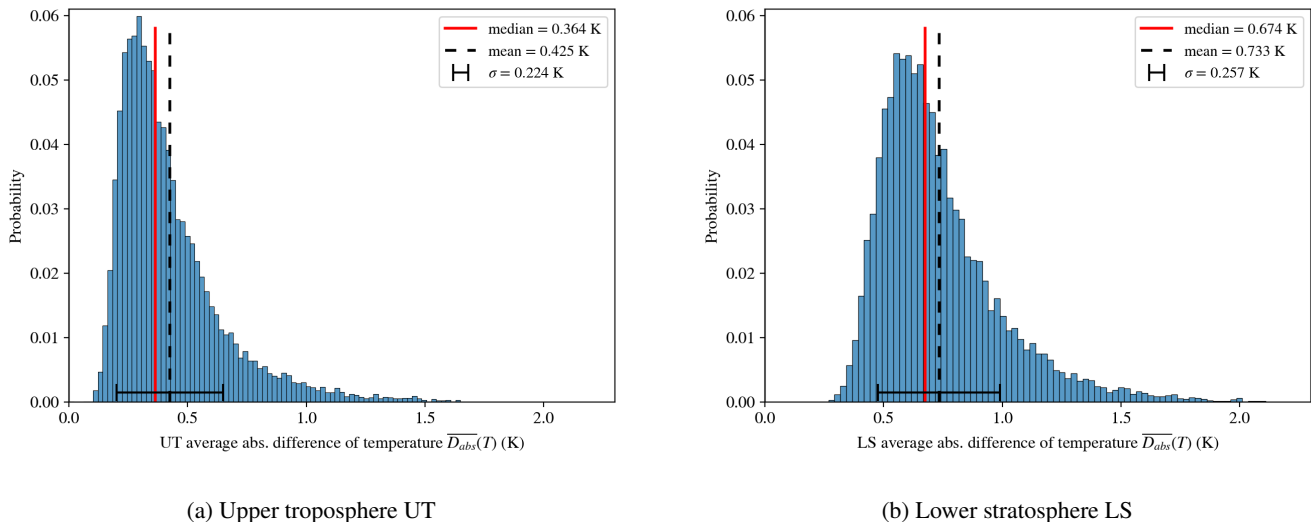 0.06
0.05
0.04
0.03
0.02
0.01
0.00
Probability
median = 0.364 K
mean = 0.425 K
σ = 0.224 K
0.0 0.5 1.0 1.5 2.0
UT average abs. difference of temperature $\overline{D_{abs}}(T)$ (K)
(a) Upper troposphere UT
0.06
0.05
0.04
0.03
0.02
0.01
0.00
Probability
median = 0.674 K
mean = 0.733 K
σ = 0.257 K
0.0 0.5 1.0 1.5 2.0
LS average abs. difference of temperature $\overline{D_{abs}}(T)$ (K)
(b) Lower stratosphere LS